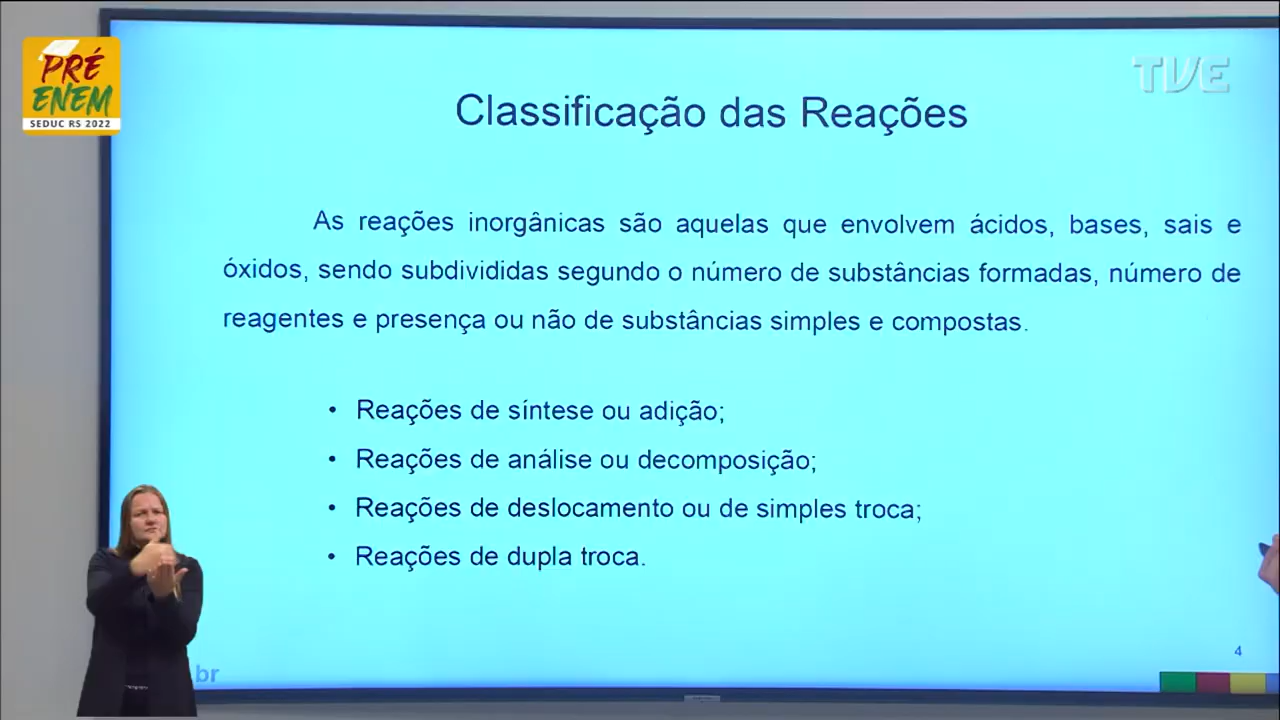 PRÉ
ENEM
SEDUC RS 2022
TVE
Classificação das Reações
As reações inorgânicas são aquelas que envolvem ácidos, bases, sais e
óxidos, sendo subdivididas segundo o número de substâncias formadas, número de
reagentes e presença ou não de substâncias simples e compostas.
• Reações de síntese ou adição;
• Reações de análise ou decomposição;
• Reações de deslocamento ou de simples troca;
• Reações de dupla troca.
4
br